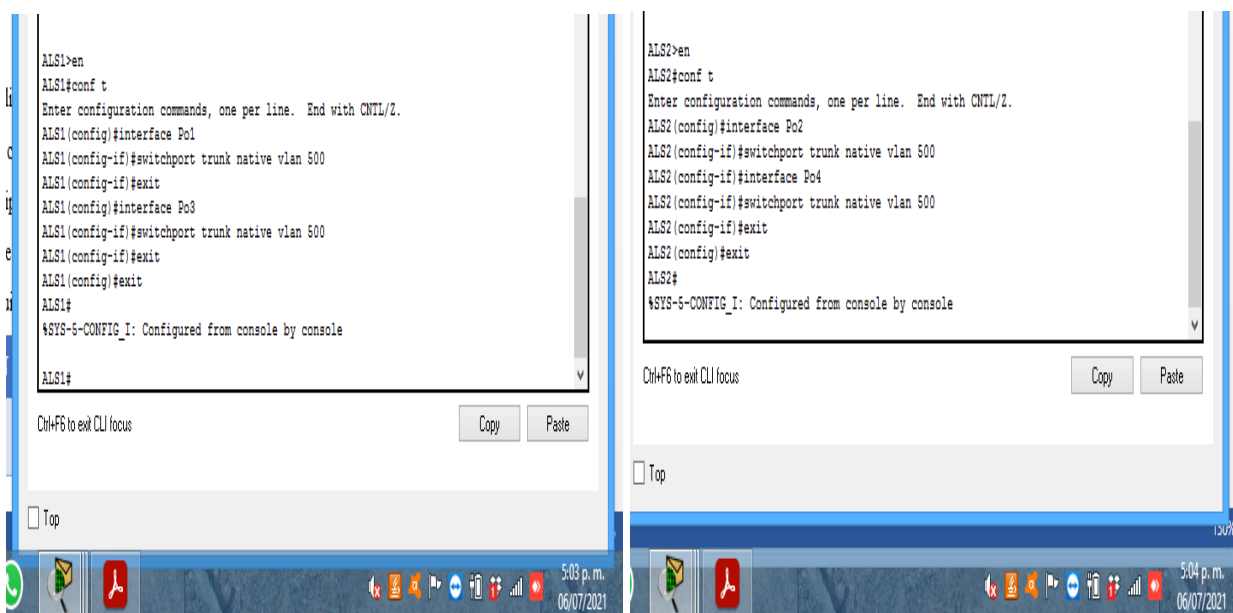 ALS1>en
ALS1#conf t
Enter configuration commands, one per line.  End with CNTL/Z.
ALS1(config)#interface Po1
ALS1(config-if)#switchport trunk native vlan 500
ALS1(config-if)#exit
ALS1(config)#interface Po3
ALS1(config-if)#switchport trunk native vlan 500
ALS1(config-if)#exit
ALS1(config)#exit
ALS1#
%SYS-5-CONFIG_I: Configured from console by console
ALS1#
Ctrl+F6 to exit CLI focus
Copy
Paste
Top
5:03 p. m.
06/07/2021
ALS2>en
ALS2#conf t
Enter configuration commands, one per line.  End with CNTL/Z.
ALS2(config)#interface Po2
ALS2(config-if)#switchport trunk native vlan 500
ALS2(config-if)#interface Po4
ALS2(config-if)#switchport trunk native vlan 500
ALS2(config-if)#exit
ALS2(config)#exit
ALS2#
%SYS-5-CONFIG_I: Configured from console by console
Ctrl+F6 to exit CLI focus
Copy
Paste
Top
5:04 p. m.
06/07/2021